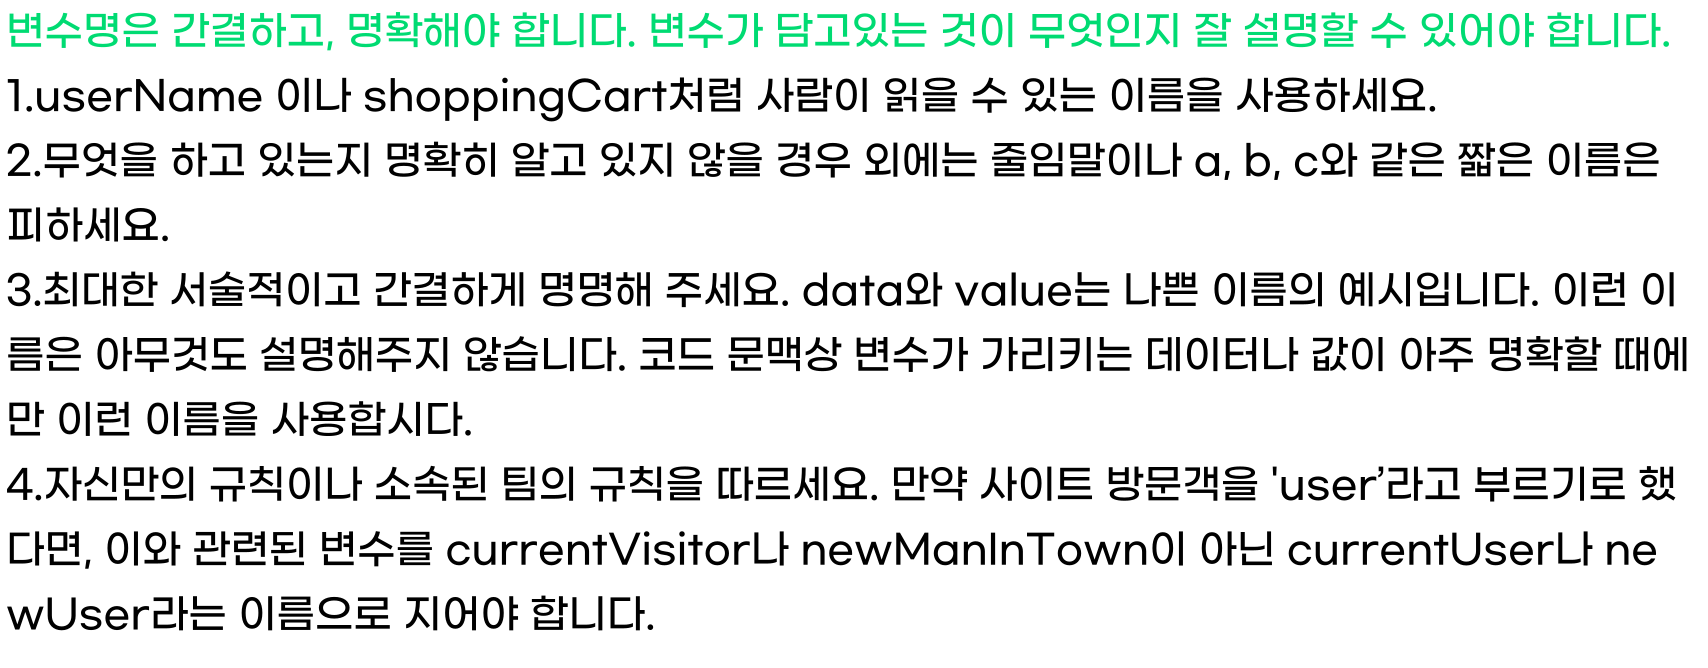 변수명은 간결하고, 명확해야 합니다. 변수가 담고있는 것이 무엇인지 잘 설명할 수 있어야 합니다.
1.userName 이나 shoppingCart처럼 사람이 읽을 수 있는 이름을 사용하세요.
2.무엇을 하고 있는지 명확히 알고 있지 않을 경우 외에는 줄임말이나 a, b, c와 같은 짧은 이름은
피하세요.
3.최대한 서술적이고 간결하게 명명해 주세요. data와 value는 나쁜 이름의 예시입니다. 이런 이
름은 아무것도 설명해주지 않습니다. 코드 문맥상 변수가 가리키는 데이터나 값이 아주 명확할 때에
만 이런 이름을 사용합시다.
4.자신만의 규칙이나 소속된 팀의 규칙을 따르세요. 만약 사이트 방문객을 'user’라고 부르기로 했
다면, 이와 관련된 변수를 currentVisitor나 newManInTown이 아닌 currentUser나 ne
wUser라는 이름으로 지어야 합니다.